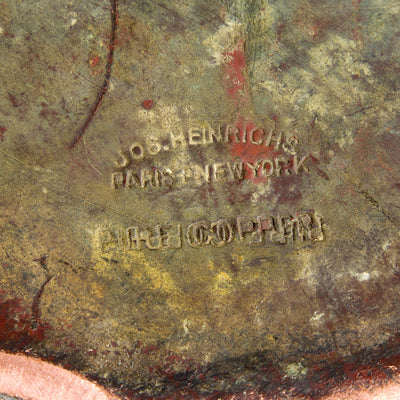 JOS. HEINRICHS
PARIS + NEW YORK
PURE COPPER